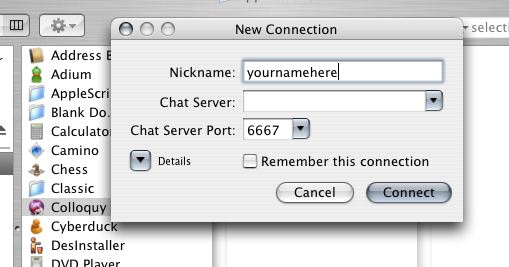 New Connection
selecti
Address B
Adium
AppleScri
Blank Do.
Calculator
Camino
Chess
Classic
Colloquy
Cyberduck
DesInstaller
DVD Player
Nickname: yournamehere
Chat Server:
Chat Server Port: 6667
Details
Remember this connection
Cancel
Connect